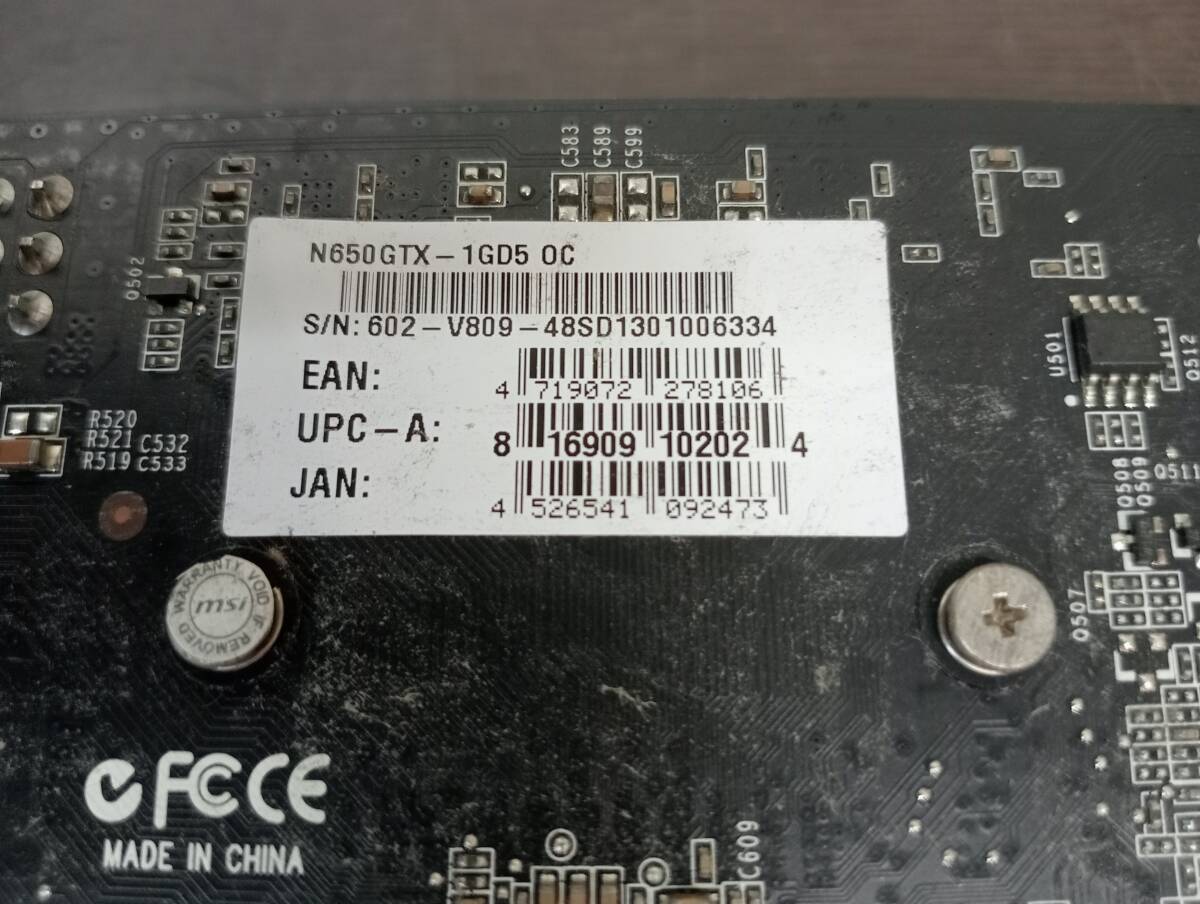 C583
C589
C599
N650GTX-1GD5 OC
S/N: 602-V809-48SD1301006334
EAN:
4 719072 278106
UPC-A:
8 16909 10202 4
JAN:
4 526541 092473
Q502
U501
Q512
R520
R521 C532
R519 C533
Q508
Q509
Q511
Q507
WARRANTY VOID IF REMOVED
msi
FC CE
MADE IN CHINA
C609